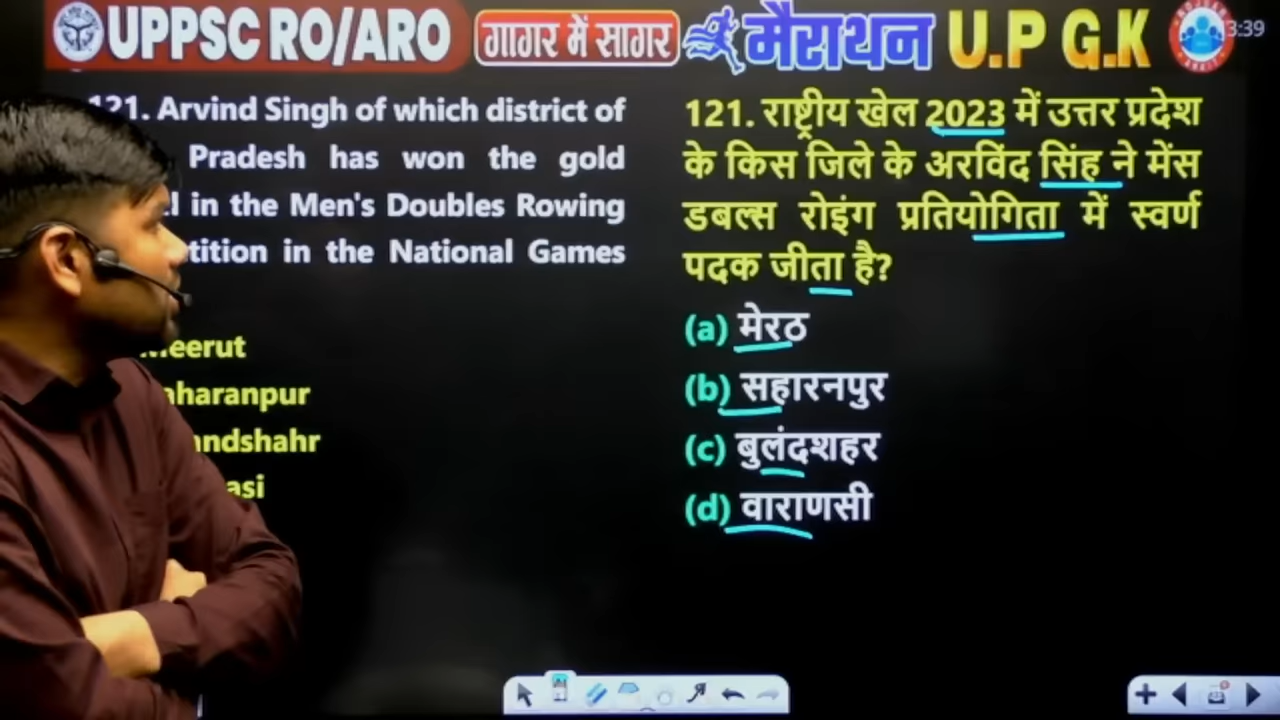 UPPSC RO/ARO गागर में सागर मैराथन U.P G.K
3:39
121. Arvind Singh of which district of
Pradesh has won the gold
in the Men's Doubles Rowing
in the National Games
Meerut
121. राष्ट्रीय खेल 2023 में उत्तर प्रदेश
के किस जिले के अरविंद सिंह ने मेंस
डबल्स रोइंग प्रतियोगिता में स्वर्ण
पदक जीता है?
(a) मेरठ
(b) सहारनपुर
(c) बुलंदशहर
(d) वाराणसी